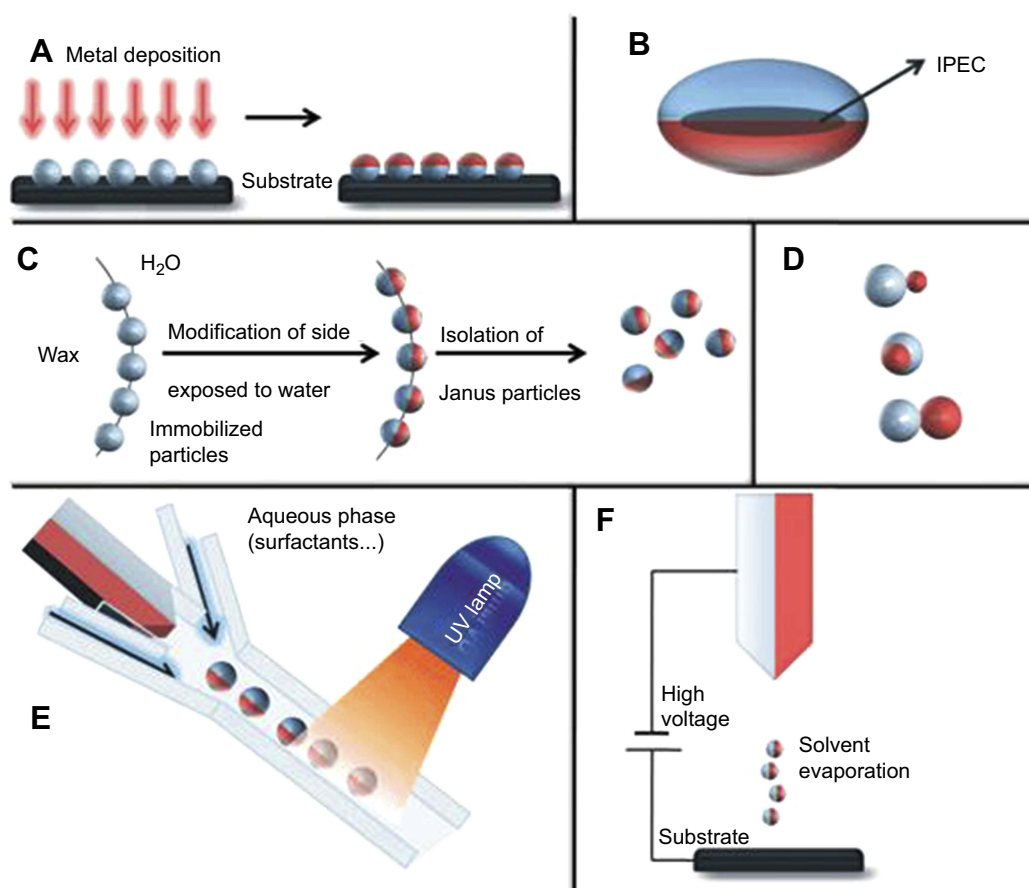 A
Metal deposition
Substrate
B
IPEC
C
H₂O
Wax
Modification of side
exposed to water
Immobilized
particles
Isolation of
Janus particles
D
E
Aqueous phase
(surfactants...)
UV lamp
F
High
voltage
Solvent
evaporation
Substrate